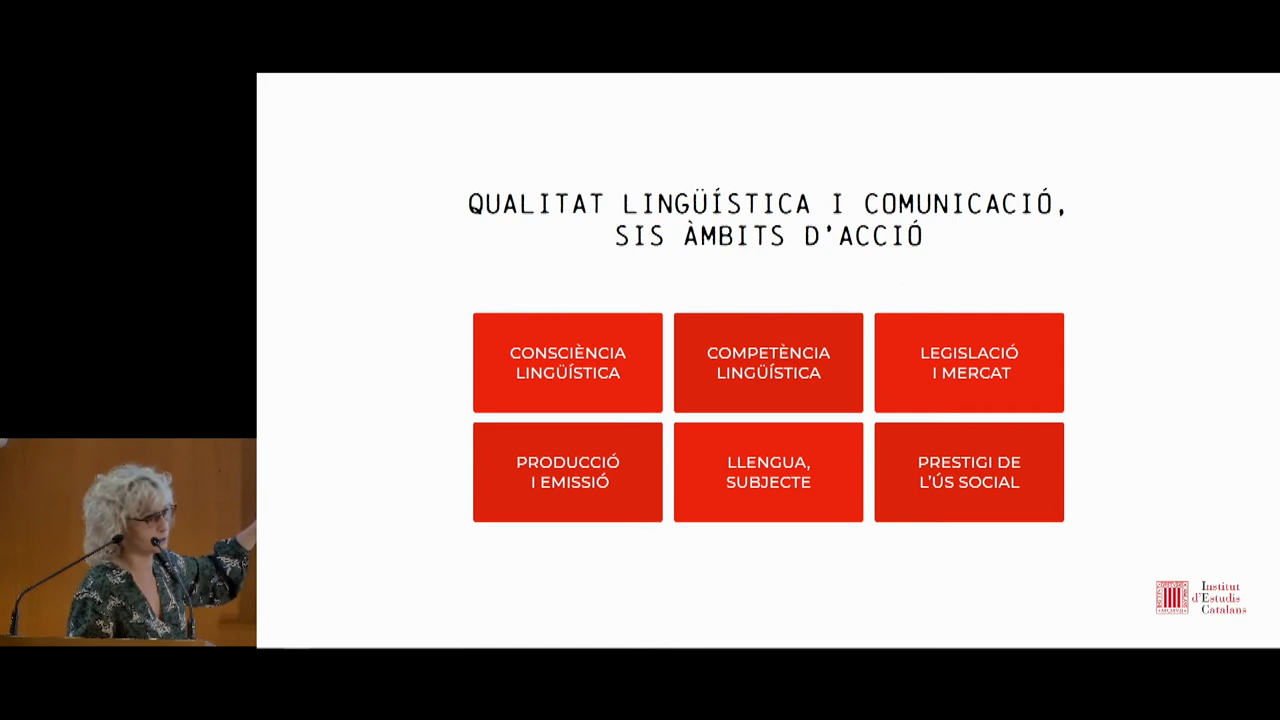 QUALITAT LINGÜÍSTICA I COMUNICACIÓ,
SIS ÀMBITS D'ACCIÓ
CONSCIÈNCIA
LINGÜÍSTICA
COMPETÈNCIA
LINGÜÍSTICA
LEGISLACIÓ
I MERCAT
PRODUCCIÓ
I EMISSIÓ
LLENGUA,
SUBJECTE
PRESTIGI DE
L'ÚS SOCIAL
Institut
d'Estudis
Catalans